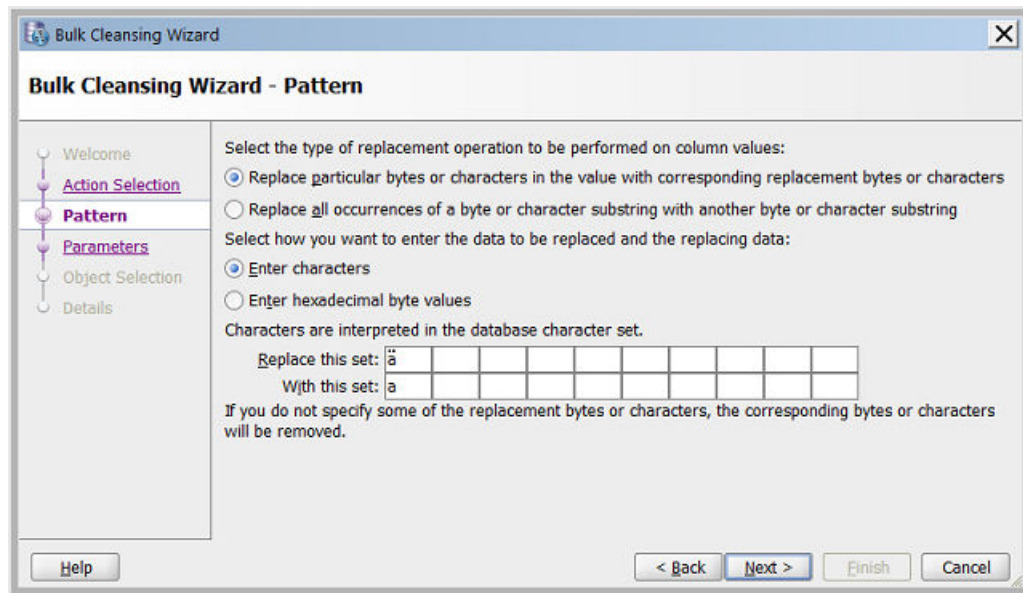 Bulk Cleansing Wizard
Bulk Cleansing Wizard - Pattern
Welcome
Action Selection
Pattern
Parameters
Object Selection
Details
Select the type of replacement operation to be performed on column values:
Replace particular bytes or characters in the value with corresponding replacement bytes or characters
Replace all occurrences of a byte or character substring with another byte or character substring
Select how you want to enter the data to be replaced and the replacing data:
Enter characters
Enter hexadecimal byte values
Characters are interpreted in the database character set.
Replace this set: ä
With this set: a
If you do not specify some of the replacement bytes or characters, the corresponding bytes or characters
will be removed.
Help
< Back
Next >
Finish
Cancel